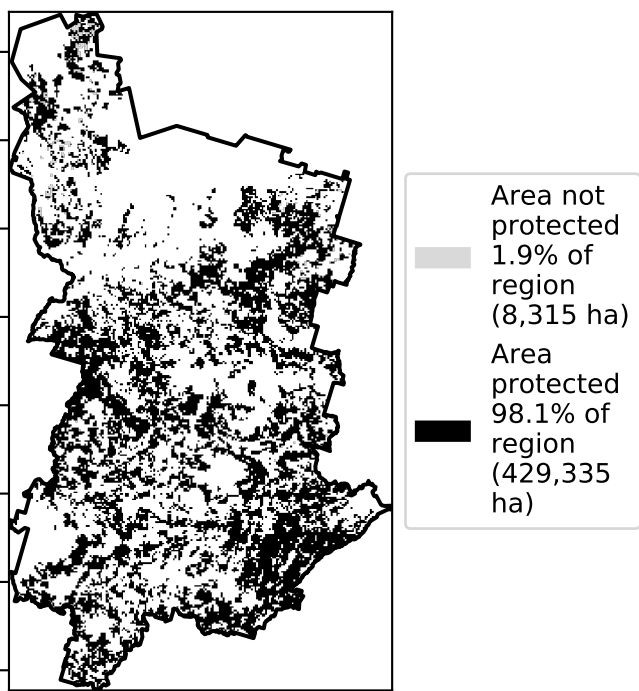 Area not
protected
1.9% of
region
(8,315 ha)
Area
protected
98.1% of
region
(429,335
ha)